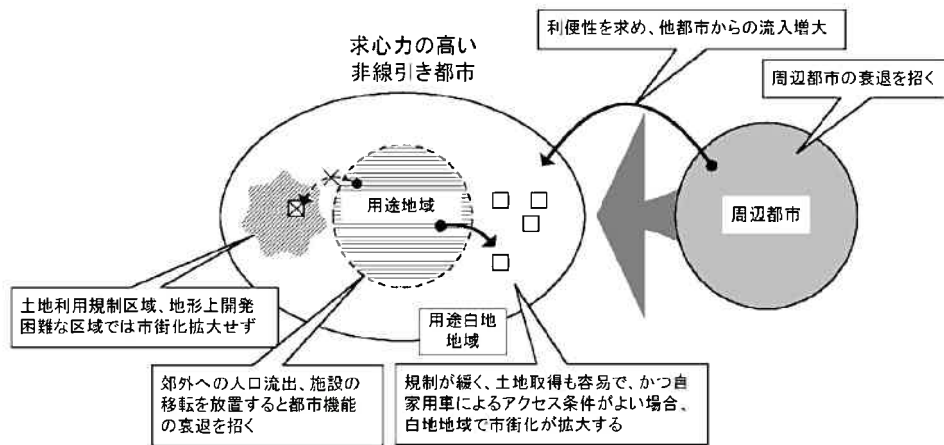 利便性を求め、他都市からの流入増大
求心力の高い
非線引き都市
周辺都市の衰退を招く
用途地域
周辺都市
土地利用規制区域、地形上開発
困難な区域では市街化拡大せず
用途白地
地域
郊外への人口流出、施設の
移転を放置すると都市機能
の衰退を招く
規制が緩く、土地取得も容易で、かつ自
家用車によるアクセス条件がよい場合、
白地地域で市街化が拡大する